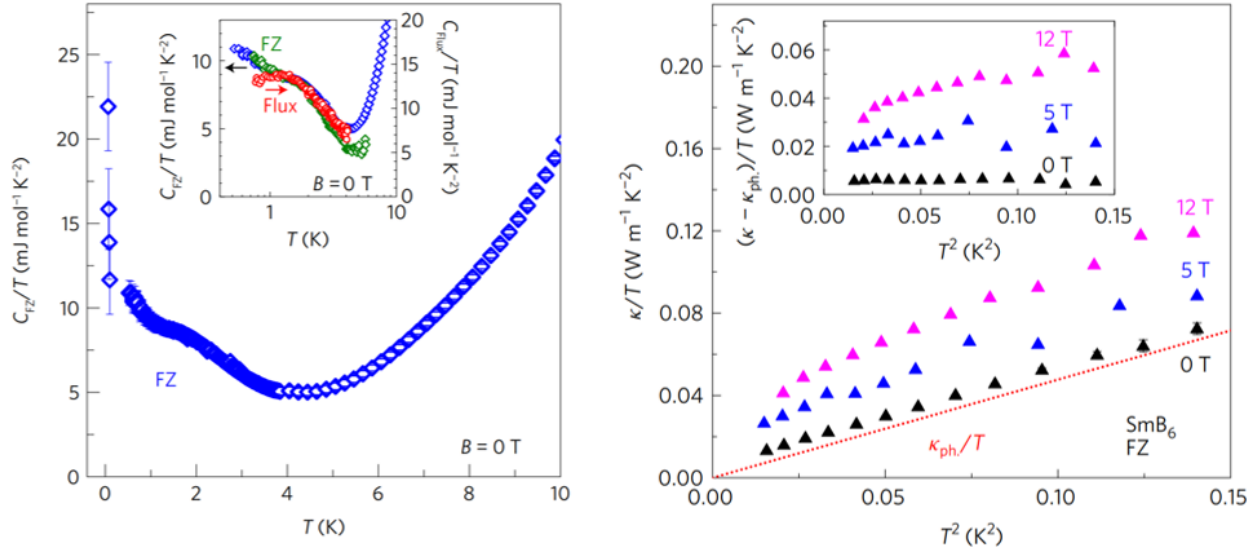 25
20
15
10
5
0
C_FZ/T (mJ mol⁻¹ K⁻²)
0 2 4 6 8 10
T (K)
FZ
B = 0 T
10
5
0
C_FZ/T (mJ mol⁻¹ K⁻²)
20
15
10
5
0
C_Flux/T (mJ mol⁻¹ K⁻²)
FZ
Flux
B = 0 T
1 10
T (K)
0.20
0.16
0.12
0.08
0.04
0.00
κ/T (W m⁻¹ K⁻²)
0.00 0.05 0.10 0.15
T² (K²)
12 T
5 T
0 T
κ_ph./T
SmB₆
FZ
0.06
0.04
0.02
0.00
(κ − κ_ph.)/T (W m⁻¹ K⁻²)
12 T
5 T
0 T
0.00 0.05 0.10 0.15
T² (K²)